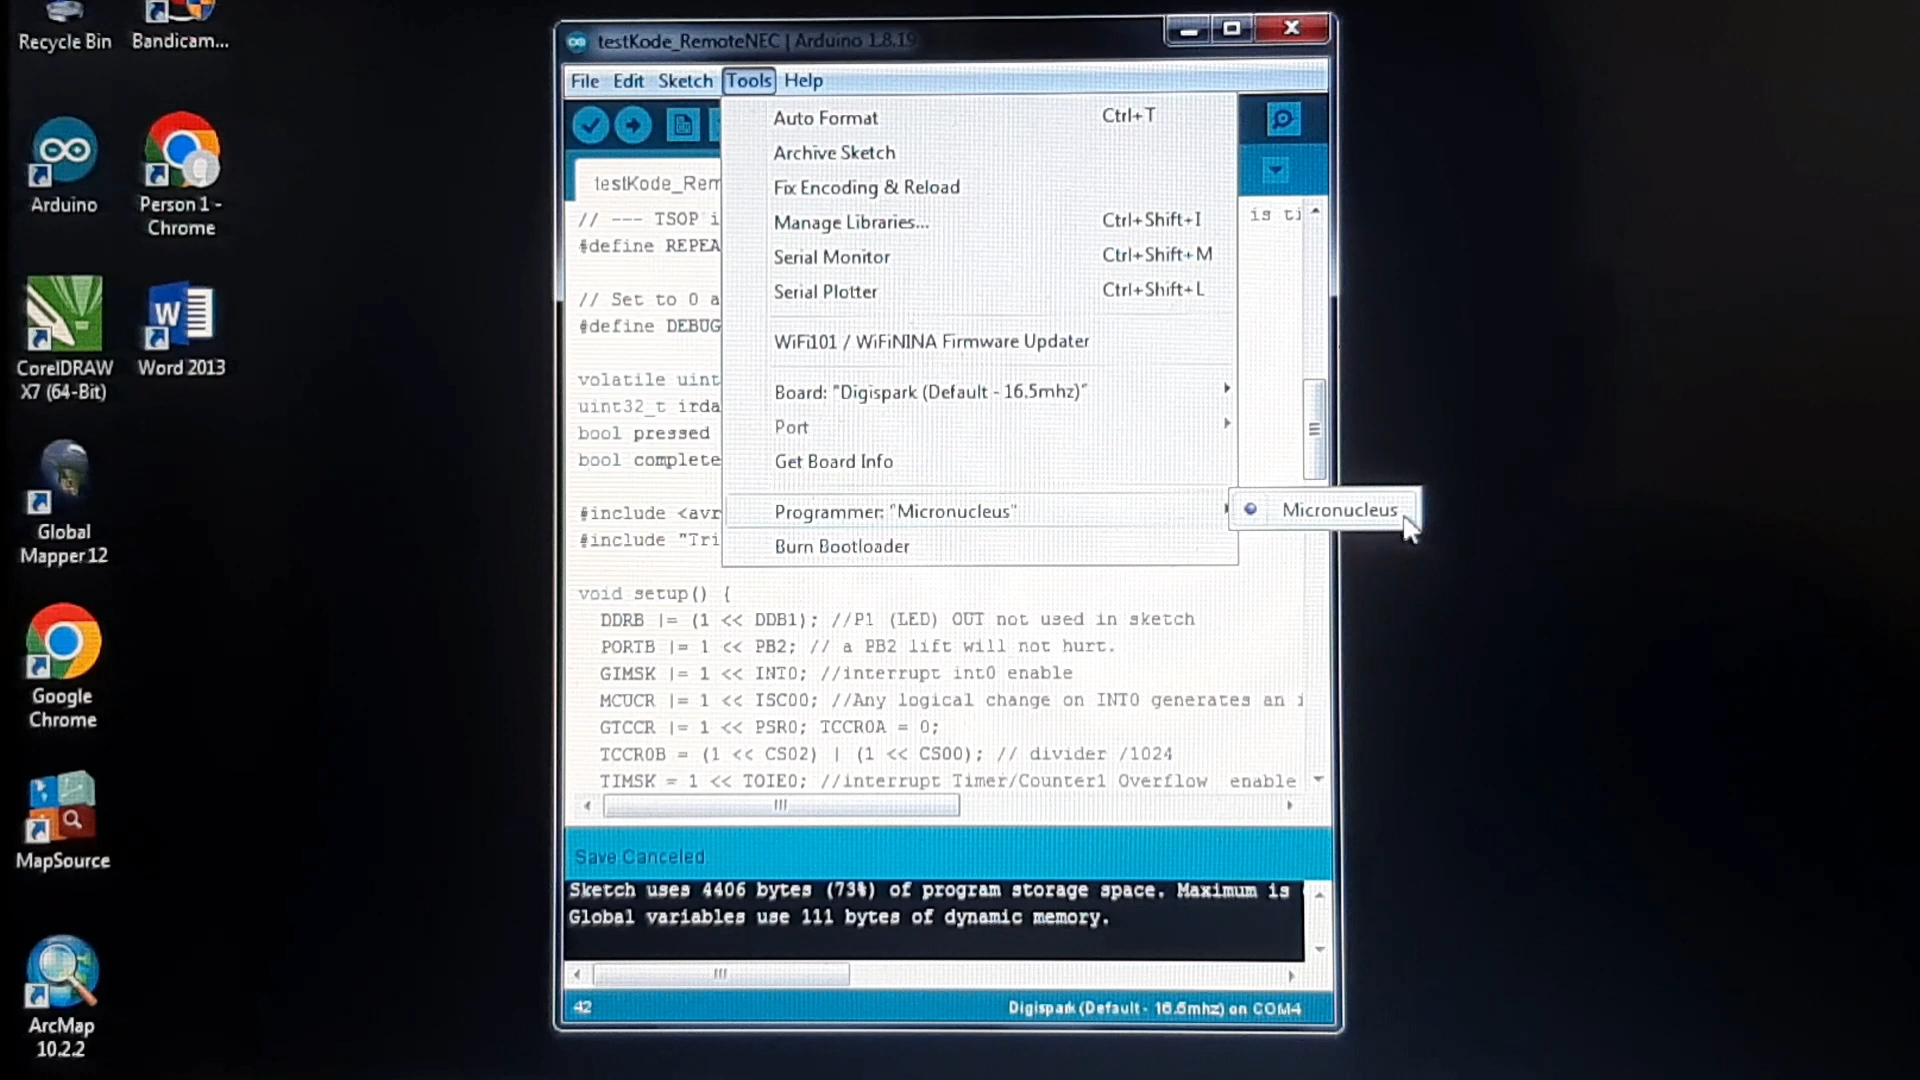 Recycle Bin
Bandicam...
Arduino
Person 1 -
Chrome
CorelDRAW
X7 (64-Bit)
Word 2013
Global
Mapper 12
Google
Chrome
MapSource
ArcMap
10.2.2
testKode_RemoteNEC | Arduino 1.8.19
File Edit Sketch Tools Help
testKode_Rem
Auto Format Ctrl+T
Archive Sketch
Fix Encoding & Reload
Manage Libraries... Ctrl+Shift+I
Serial Monitor Ctrl+Shift+M
Serial Plotter Ctrl+Shift+L
WiFi101 / WiFiNINA Firmware Updater
Board: "Digispark (Default - 16.5mhz)"
Port
Get Board Info
Programmer: "Micronucleus"
Micronucleus
Burn Bootloader
// --- TSOP i
is ti
#define REPEA
// Set to 0 a
#define DEBUG
volatile uint
uint32_t irda
bool pressed
bool complete
#include <avr
#include "Tri
void setup() {
DDRB |= (1 << DDB1); //P1 (LED) OUT not used in sketch
PORTB |= 1 << PB2; // a PB2 lift will not hurt.
GIMSK |= 1 << INT0; //interrupt int0 enable
MCUCR |= 1 << ISC00; //Any logical change on INT0 generates an i
GTCCR |= 1 << PSR0; TCCR0A = 0;
TCCR0B = (1 << CS02) | (1 << CS00); // divider /1024
TIMSK = 1 << TOIE0; //interrupt Timer/Counter1 Overflow enable
Save Canceled.
Sketch uses 4406 bytes (73%) of program storage space. Maximum is
Global variables use 111 bytes of dynamic memory.
42
Digispark (Default - 16.5mhz) on COM4